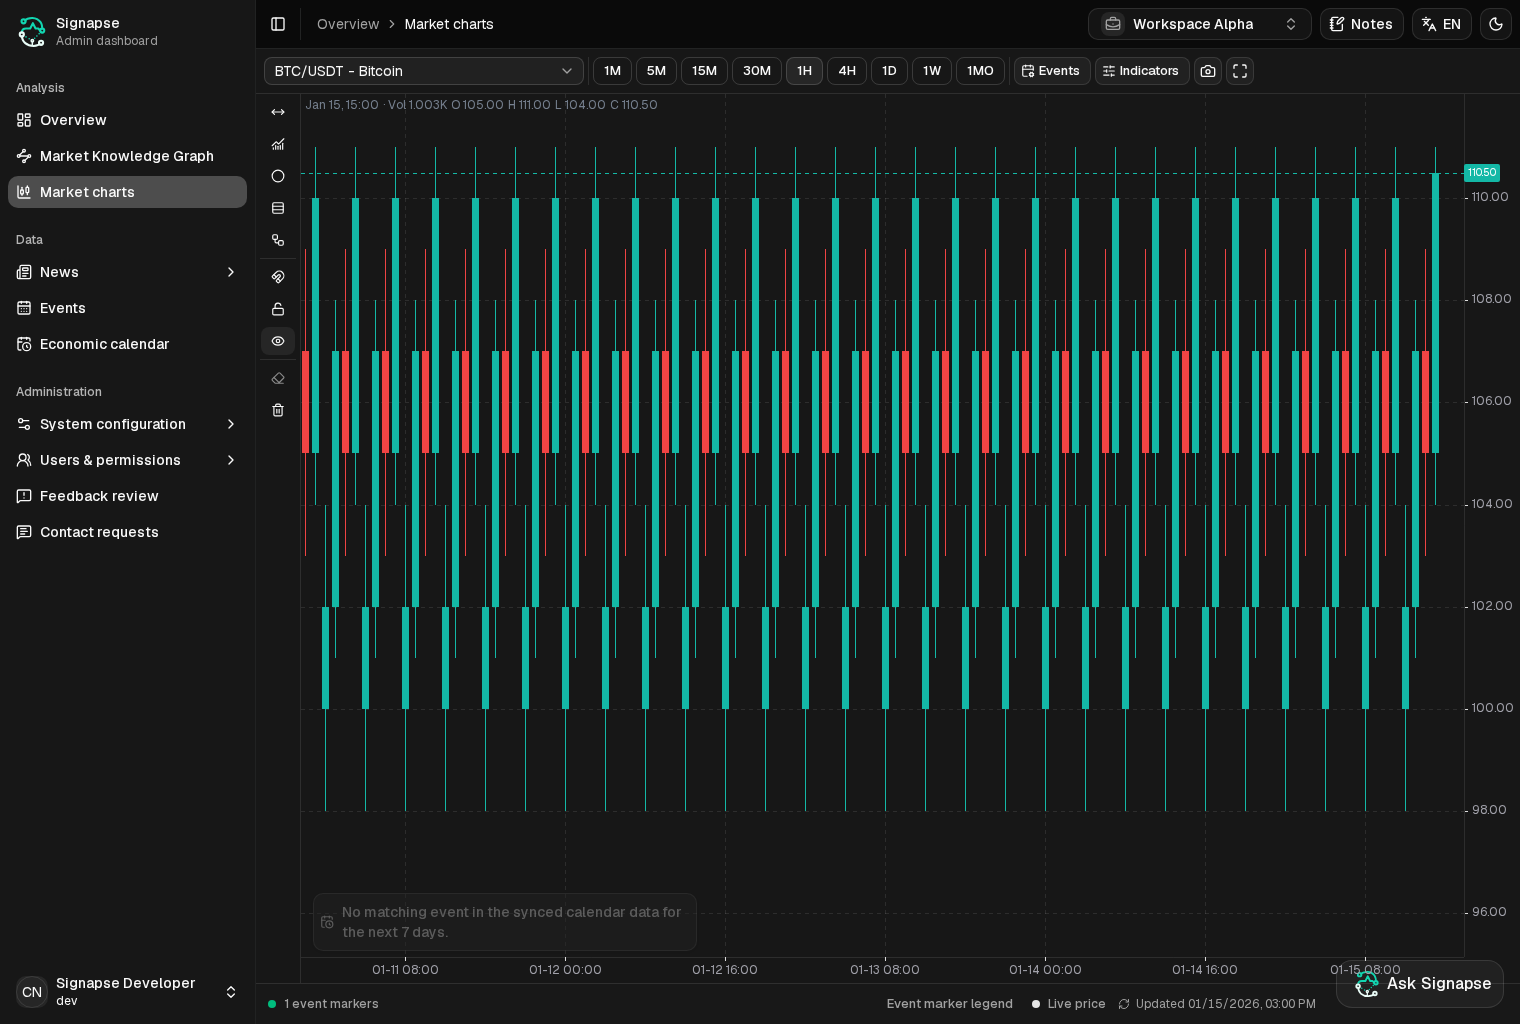 Signapse
Admin dashboard
Overview
Market charts
Workspace Alpha
Notes
EN
BTC/USDT - Bitcoin
1M
5M
15M
30M
1H
4H
1D
1W
1MO
Events
Indicators
Analysis
Overview
Market Knowledge Graph
Market charts
Data
News
Events
Economic calendar
Administration
System configuration
Users & permissions
Feedback review
Contact requests
CN
Signapse Developer
dev
Jan 15, 15:00 · Vol 1.003K O 105.00 H 111.00 L 104.00 C 110.50
110.50
110.00
108.00
106.00
104.00
102.00
100.00
98.00
96.00
No matching event in the synced calendar data for
the next 7 days.
01-11 08:00
01-12 00:00
01-12 16:00
01-13 08:00
01-14 00:00
01-14 16:00
01-15 08:00
1 event markers
Event marker legend
Live price
Updated 01/15/2026, 03:00 PM
Ask Signapse